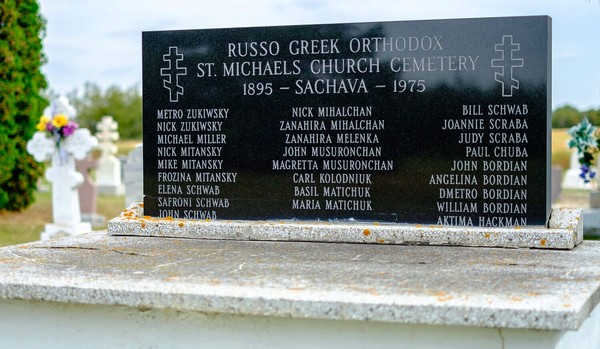 RUSSO GREEK ORTHODOX
ST. MICHAELS CHURCH CEMETERY
1895 – SACHAVA – 1975
METRO ZUKIWSKY
NICK ZUKIWSKY
MICHAEL MILLER
NICK MITANSKY
MIKE MITANSKY
FROZINA MITANSKY
ELENA SCHWAB
SAFRONI SCHWAB
JOHN SCHWAB
NICK MIHALCHAN
ZANAHIRA MIHALCHAN
ZANAHIRA MELENKA
JOHN MUSURONCHAN
MAGRETTA MUSURONCHAN
CARL KOLODNIUK
BASIL MATICHUK
MARIA MATICHUK
BILL SCHWAB
JOANNIE SCRABA
JUDY SCRABA
PAUL CHUBA
JOHN BORDIAN
ANGELINA BORDIAN
DMETRO BORDIAN
WILLIAM BORDIAN
AKTIMA HACKMAN